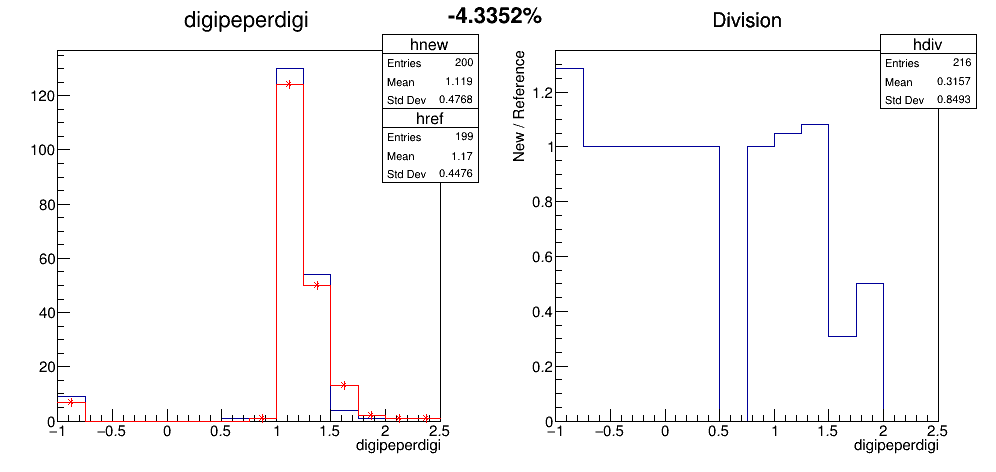 -4.3352%
digipeperdigi
hnew
Entries 200
Mean 1.119
Std Dev 0.4768
href
Entries 199
Mean 1.17
Std Dev 0.4476
120
100
80
60
40
20
0
−1 −0.5 0 0.5 1 1.5 2 2.5
digipeperdigi
Division
hdiv
Entries 216
Mean 0.3157
Std Dev 0.8493
New / Reference
1.2
1
0.8
0.6
0.4
0.2
0
−1 −0.5 0 0.5 1 1.5 2 2.5
digipeperdigi